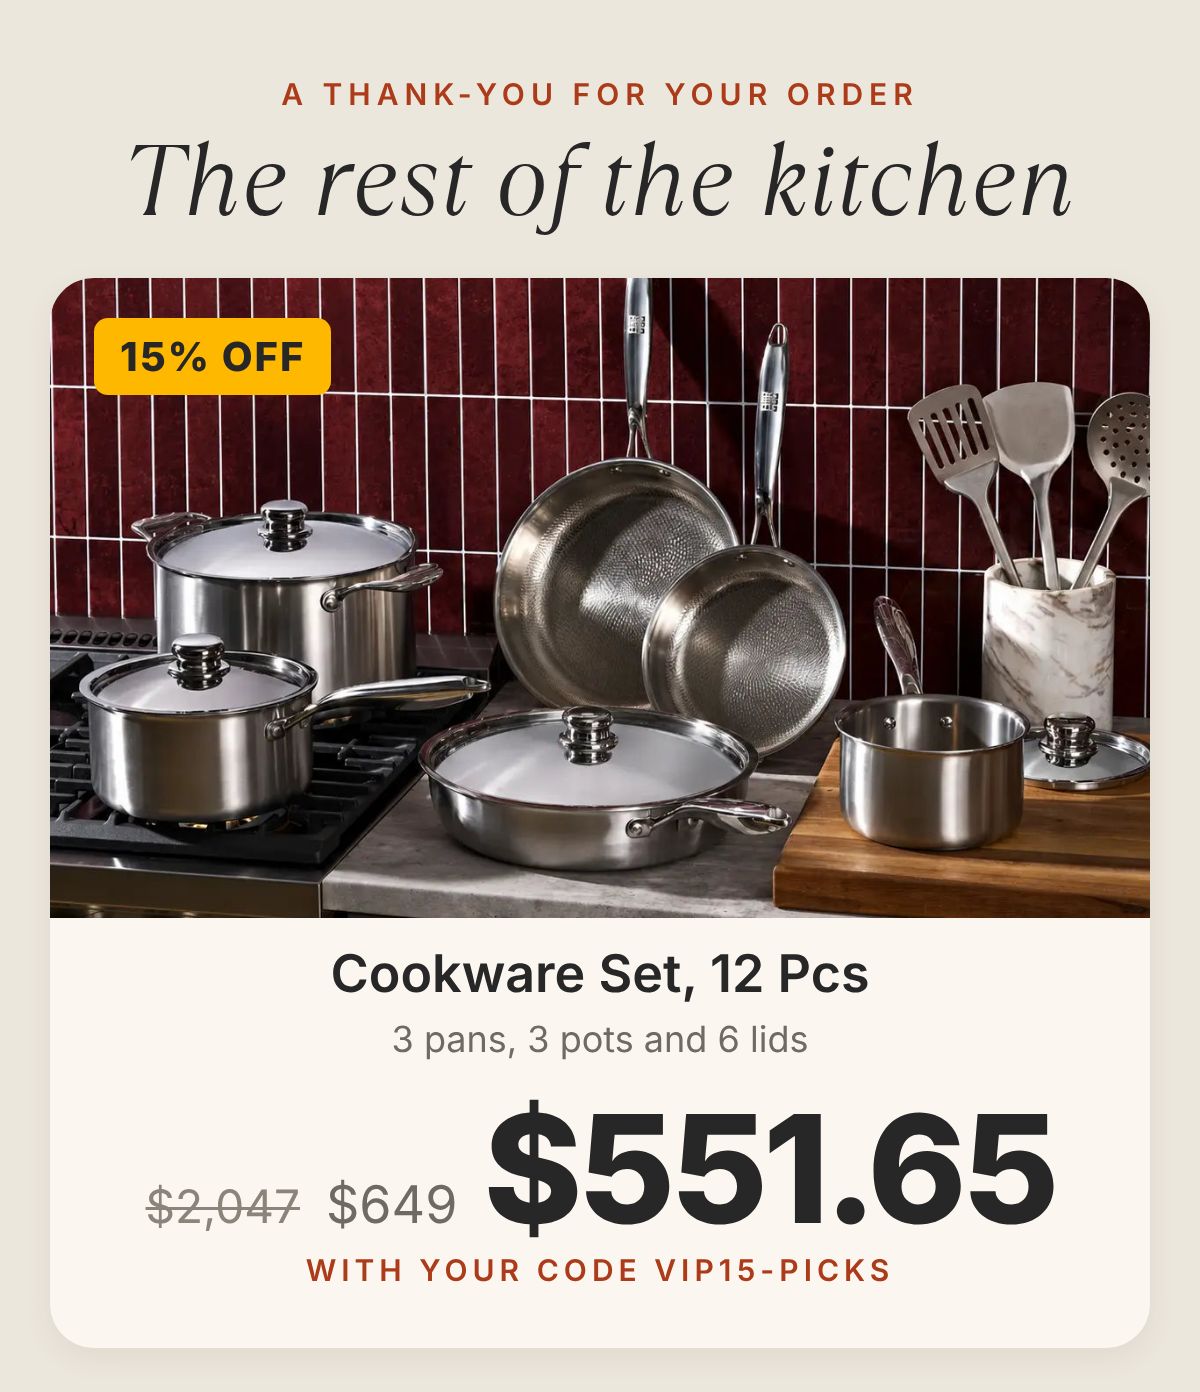 A THANK-YOU FOR YOUR ORDER
The rest of the kitchen
15% OFF
Cookware Set, 12 Pcs
3 pans, 3 pots and 6 lids
$2,047 $649 $551.65
WITH YOUR CODE VIP15-PICKS